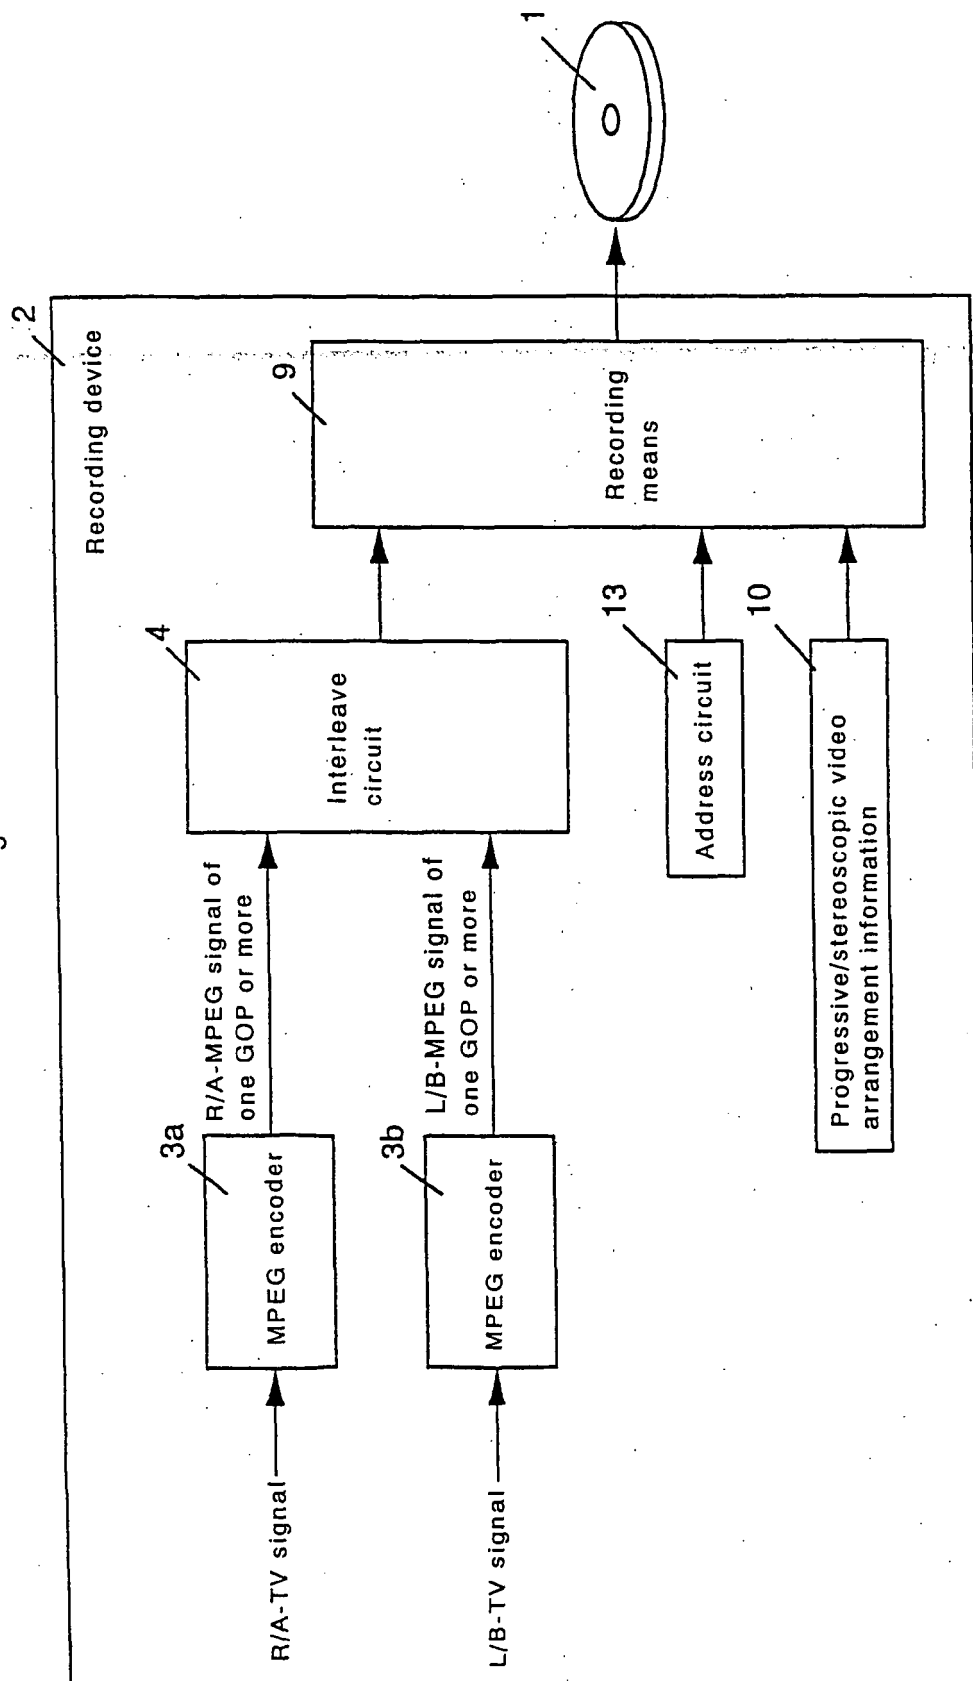 2
Recording device
1
9
Recording
means
4
Interleave
circuit
13
Address circuit
10
Progressive/stereoscopic video
arrangement information
R/A-MPEG signal of
one GOP or more
L/B-MPEG signal of
one GOP or more
3a
MPEG encoder
3b
MPEG encoder
R/A-TV signal
L/B-TV signal